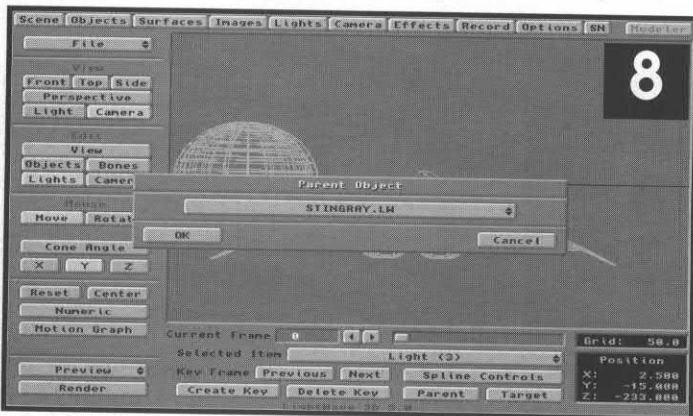 Scene Objects Surfaces Images Lights Camera Effects Record Options SN Modeler
File
8
View
Front Top Side
Perspective
Light Camera
Edit
View
Objects Bones
Lights Camer
Parent Object
Mouse
STINGRAY.LW
Move Rotat
OK Cancel
Cone Angle
X Y Z
Reset Center
Numeric
Motion Graph
Current Frame 0
Grid: 50.0
Selected Item Light (3)
Position
Preview
Key Frame Previous Next Spline Controls
X: 2.500
Y: -15.000
Render
Create Key Delete Key Parent Target
Z: -233.000